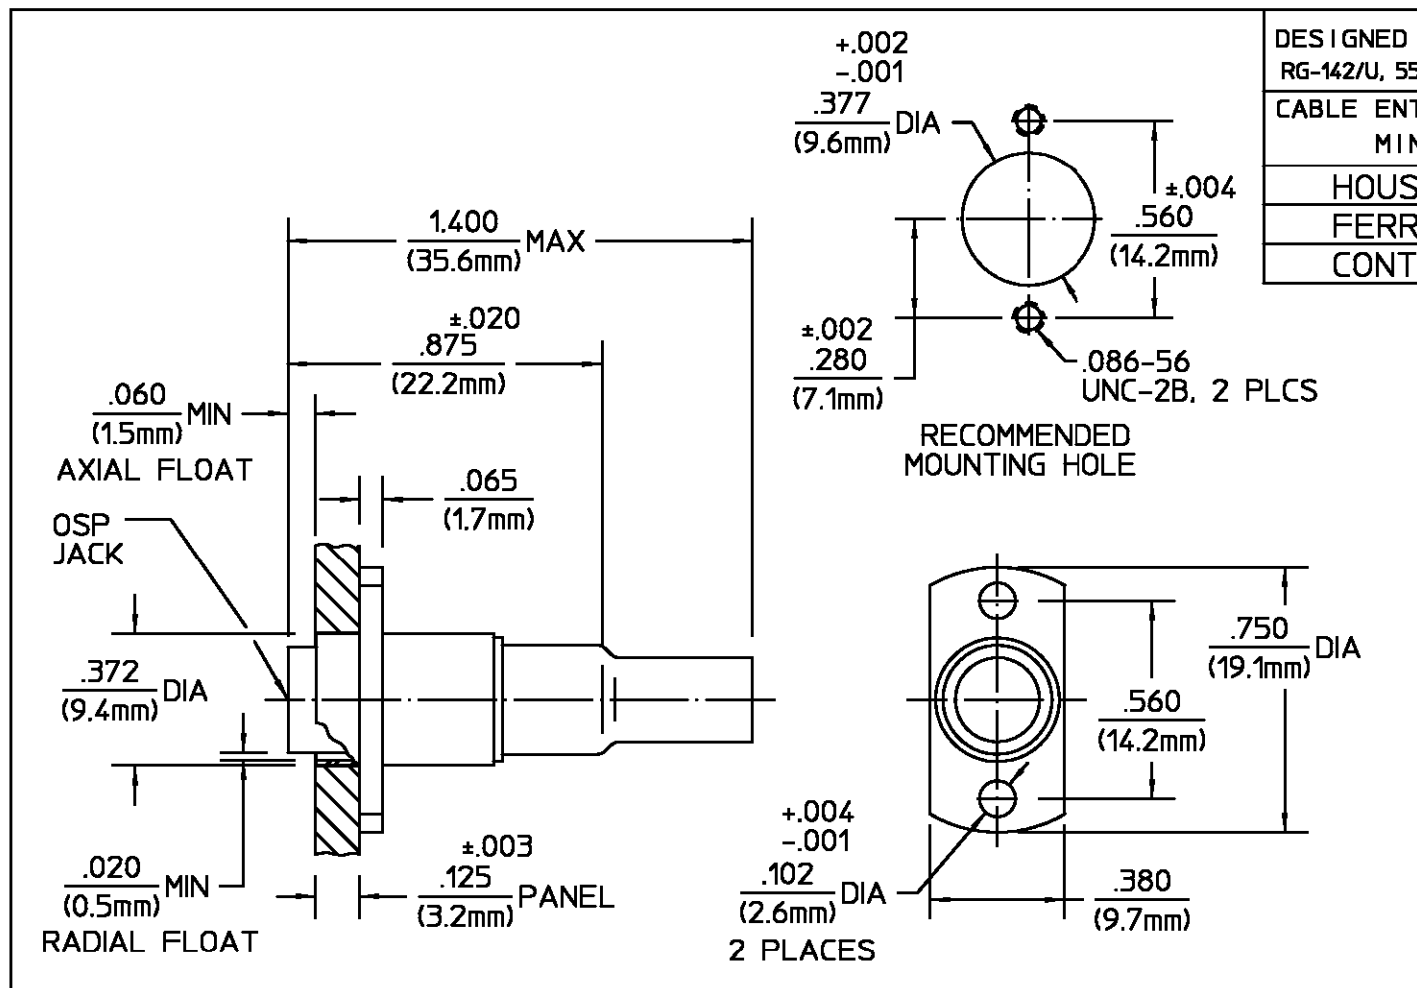 +.002
-.001
.377
(9.6mm)
DIA
±.004
.560
(14.2mm)
±.002
.280
(7.1mm)
.086-56
UNC-2B, 2 PLCS
RECOMMENDED
MOUNTING HOLE
DESIGNED
RG-142/U, 55
CABLE ENT
MIN
HOUS
FERR
CONT
1.400
(35.6mm)
MAX
±.020
.875
(22.2mm)
.060
(1.5mm)
MIN
AXIAL FLOAT
.065
(1.7mm)
OSP
JACK
.372
(9.4mm)
DIA
.020
(0.5mm)
MIN
RADIAL FLOAT
±.003
.125
(3.2mm)
PANEL
.750
(19.1mm)
DIA
.560
(14.2mm)
+.004
-.001
.102
(2.6mm)
DIA
2 PLACES
.380
(9.7mm)